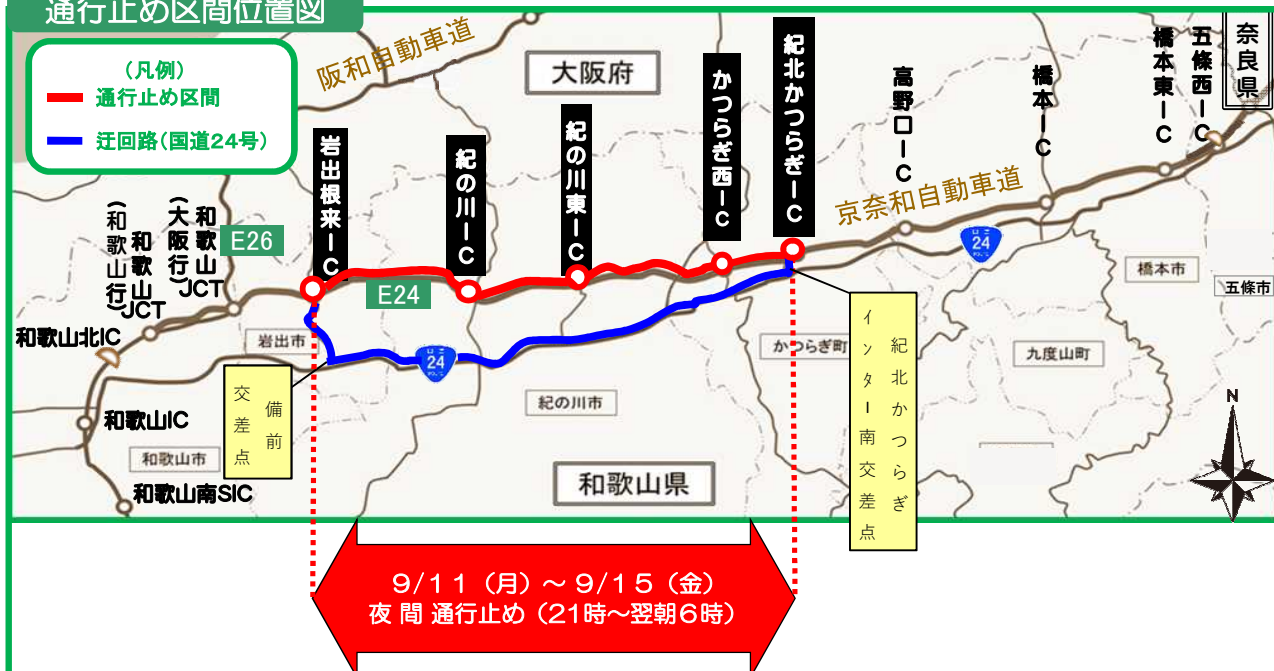 通行止め区間位置図
(凡例)
通行止め区間
迂回路(国道24号)
阪和自動車道
大阪府
奈良県
五條西IC
橋本東IC
橋本IC
高野口IC
紀北かつらぎIC
かつらぎ西IC
紀の川東IC
紀の川IC
岩出根来IC
京奈和自動車道
和歌山JCT
(大阪行)
和歌山JCT
(和歌山行)
E26
E24
24
24
和歌山北IC
岩出市
橋本市
五條市
かつらぎ町
九度山町
紀の川市
備前
交差点
紀北かつらぎ
インター南交差点
和歌山IC
和歌山市
和歌山県
和歌山南SIC
N
9/11(月)~9/15(金)
夜間 通行止め(21時~翌朝6時)